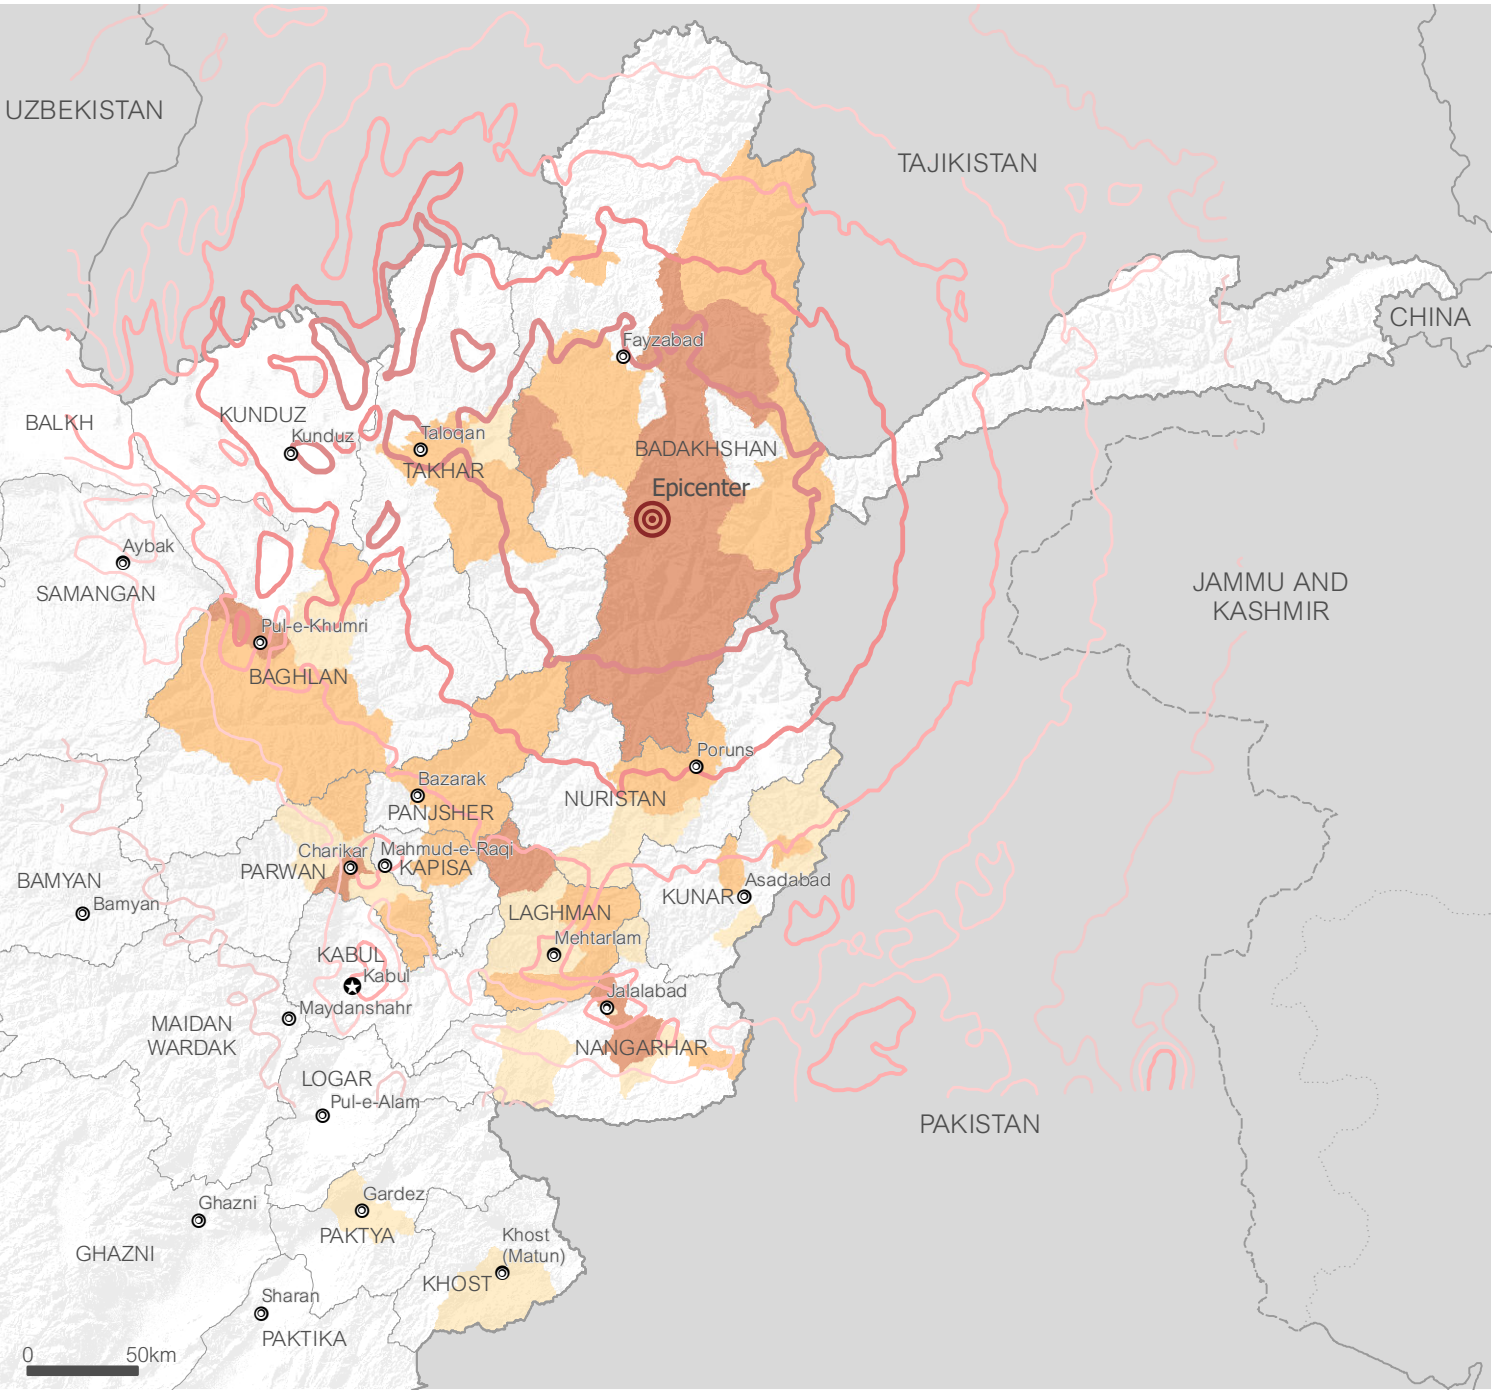 UZBEKISTAN
TAJIKISTAN
CHINA
Fayzabad
BALKH
KUNDUZ
Kunduz
Taloqan
TAKHAR
BADAKHSHAN
Epicenter
Aybak
SAMANGAN
JAMMU AND
KASHMIR
Pul-e-Khumri
BAGHLAN
Poruns
Bazarak
PANJSHER
NURISTAN
Charikar
Mahmud-e-Raqi
PARWAN
KAPISA
BAMYAN
Bamyan
Asadabad
KUNAR
LAGHMAN
Mehtarlam
KABUL
Kabul
Jalalabad
Maydanshahr
MAIDAN
WARDAK
NANGARHAR
LOGAR
Pul-e-Alam
PAKISTAN
Gardez
Ghazni
PAKTYA
Khost
(Matun)
GHAZNI
KHOST
Sharan
PAKTIKA
0 50km